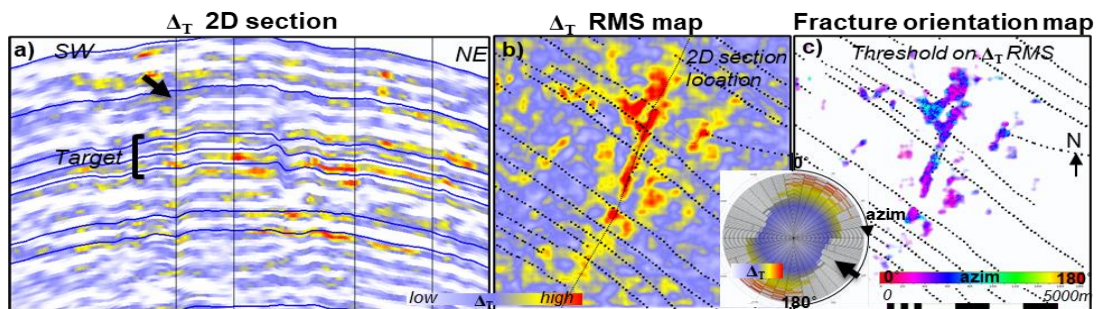 ΔT 2D section
ΔT RMS map
Fracture orientation map
a)
SW
NE
Target
low ΔT high
b)
2D section
location
0°
azim
ΔT
180°
c)
Threshold on ΔT RMS
N
0 azim 180°
0 5000m